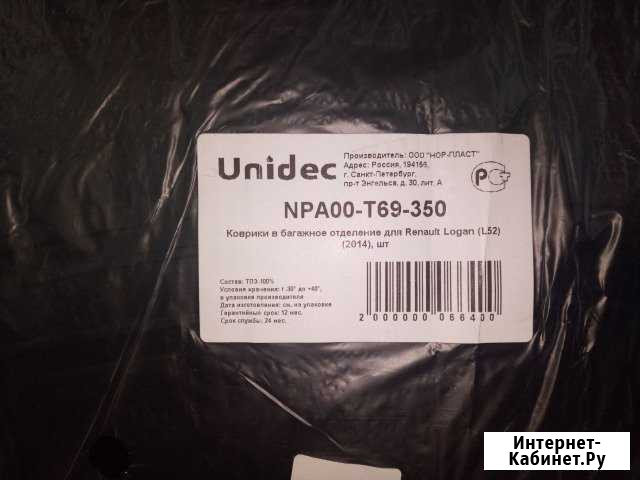 Unidec
Производитель: ООО "НОР-ПЛАСТ"
Адрес: Россия, 194156,
г. Санкт-Петербург,
пр-т Энгельса, д. 30, лит. А
РС
NPA00-T69-350
Коврики в багажное отделение для Renault Logan (L52)
(2014), шт
Состав: ТПЭ 100%
Условия хранения: т -30° до +40°,
в упаковке производителя
Дата изготовления: см. на упаковке
Гарантийный срок: 12 мес.
Срок службы: 24 мес.
2 000000 066400
Интернет-
Кабинет.Ру